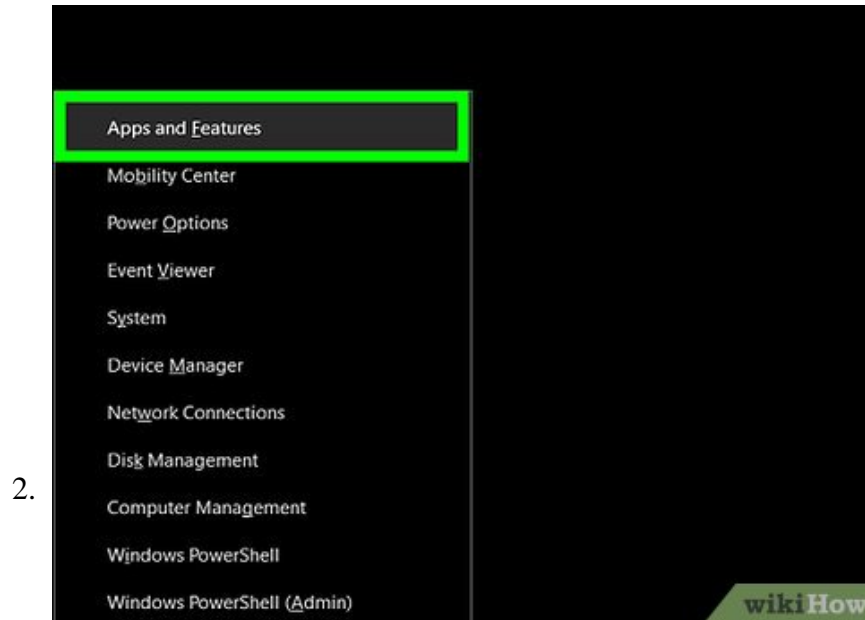 Apps and Features
Mobility Center
Power Options
Event Viewer
System
Device Manager
Network Connections
Disk Management
2.
Computer Management
Windows PowerShell
Windows PowerShell (Admin)
wikiHow